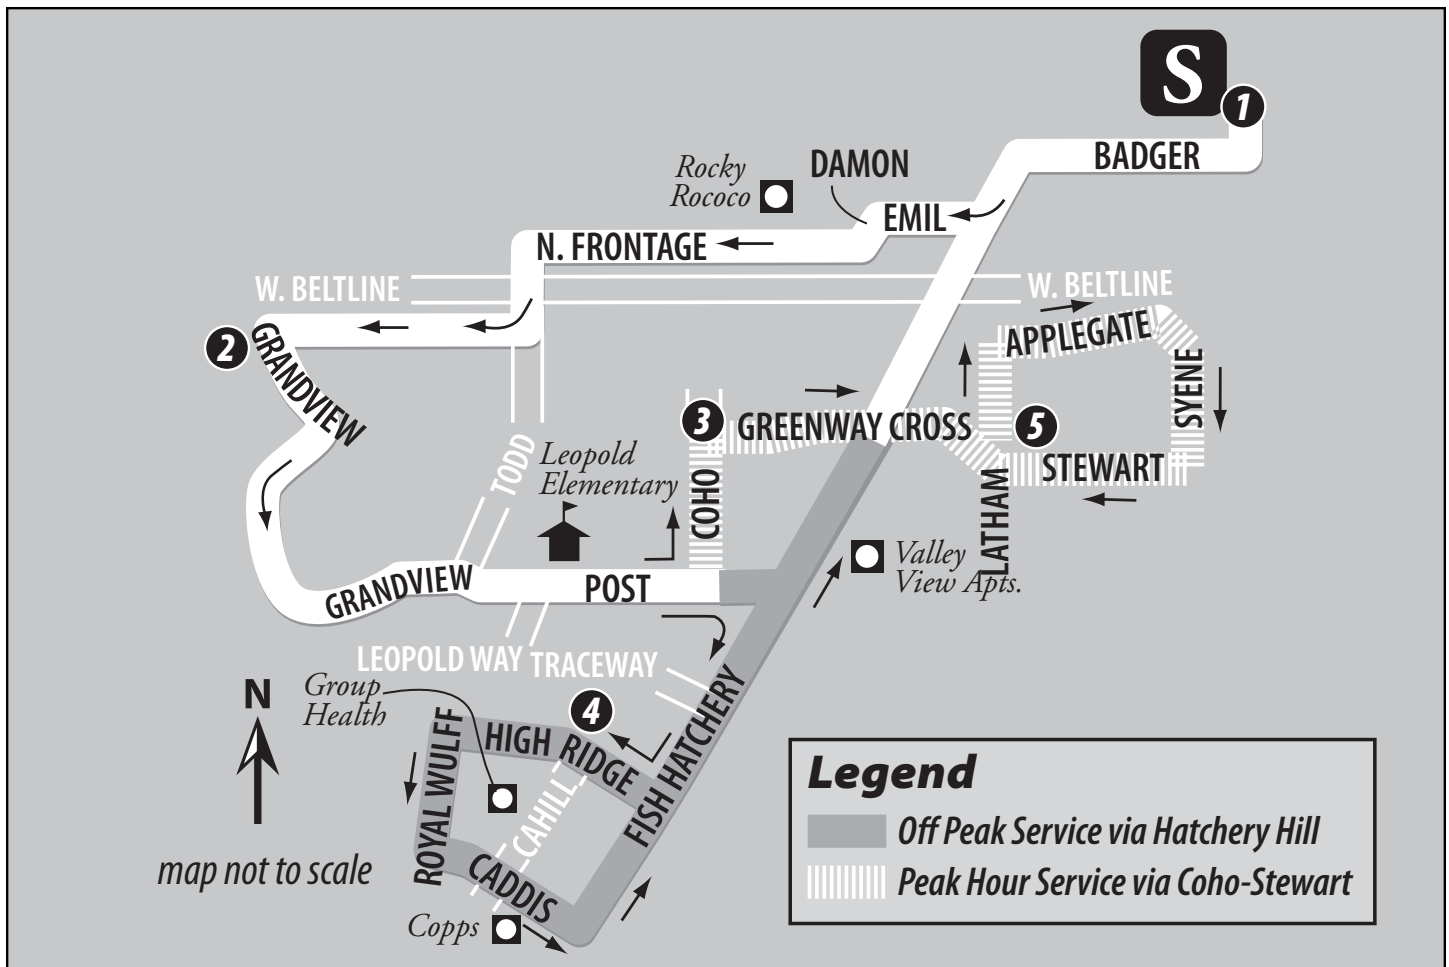 S
1
BADGER
DAMON
Rocky
Rococo
EMIL
N. FRONTAGE
W. BELTLINE
W. BELTLINE
APPLEGATE
2
GRANDVIEW
SYENE
3
GREENWAY CROSS
5
TODD
Leopold
Elementary
COHO
STEWART
LATHAM
Valley
View Apts.
GRANDVIEW
POST
LEOPOLD WAY
TRACEWAY
N
Group
Health
4
HIGH RIDGE
FISH HATCHERY
ROYAL WULFF
CAHILL
CADDIS
Copps
map not to scale
Legend
Off Peak Service via Hatchery Hill
Peak Hour Service via Coho-Stewart